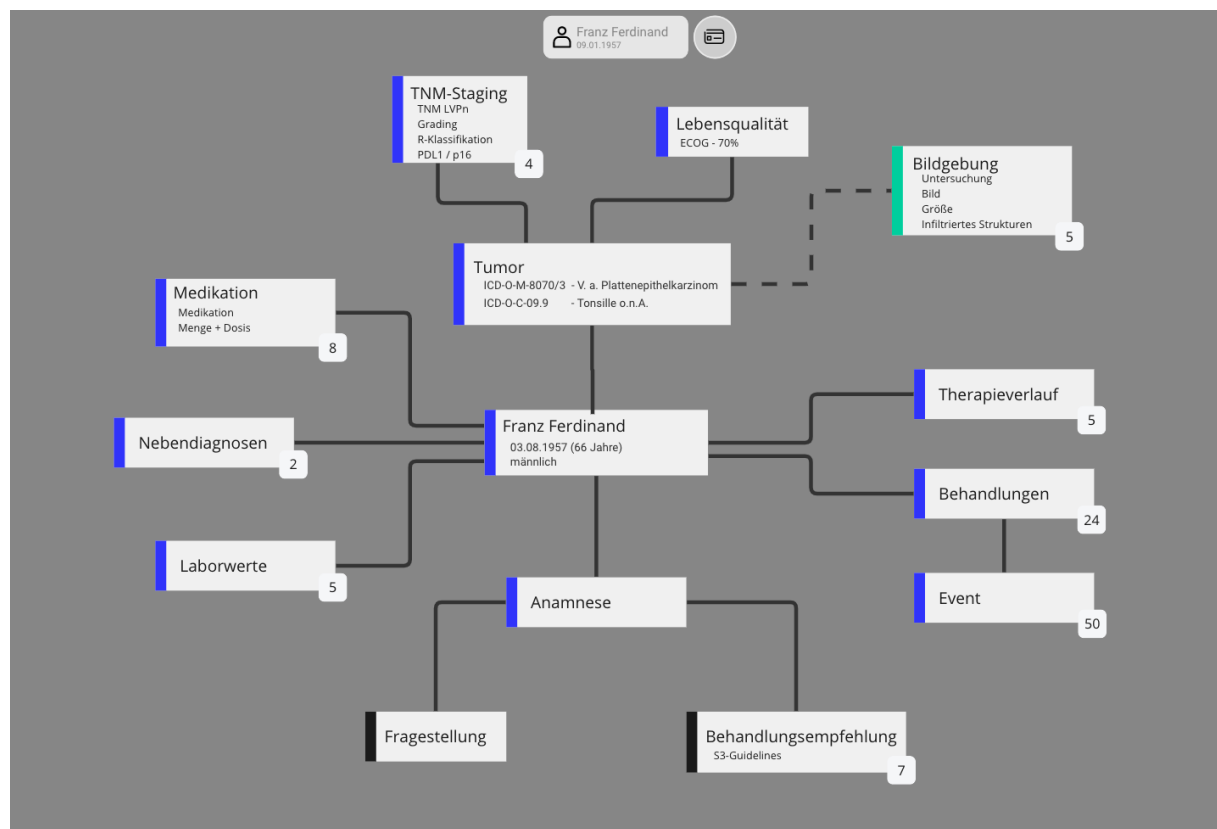 Franz Ferdinand
09.01.1957
TNM-Staging
TNM LVPn
Grading
R-Klassifikation
PDL1 / p16
4
Lebensqualität
ECOG - 70%
Bildgebung
Untersuchung
Bild
Größe
Infiltriertes Strukturen
5
Tumor
ICD-O-M-8070/3 - V. a. Plattenepithelkarzinom
ICD-O-C-09.9 - Tonsille o.n.A.
Medikation
Medikation
Menge + Dosis
8
Therapieverlauf
5
Franz Ferdinand
03.08.1957 (66 Jahre)
männlich
Nebendiagnosen
2
Behandlungen
24
Laborwerte
5
Anamnese
Event
50
Fragestellung
Behandlungsempfehlung
S3-Guidelines
7